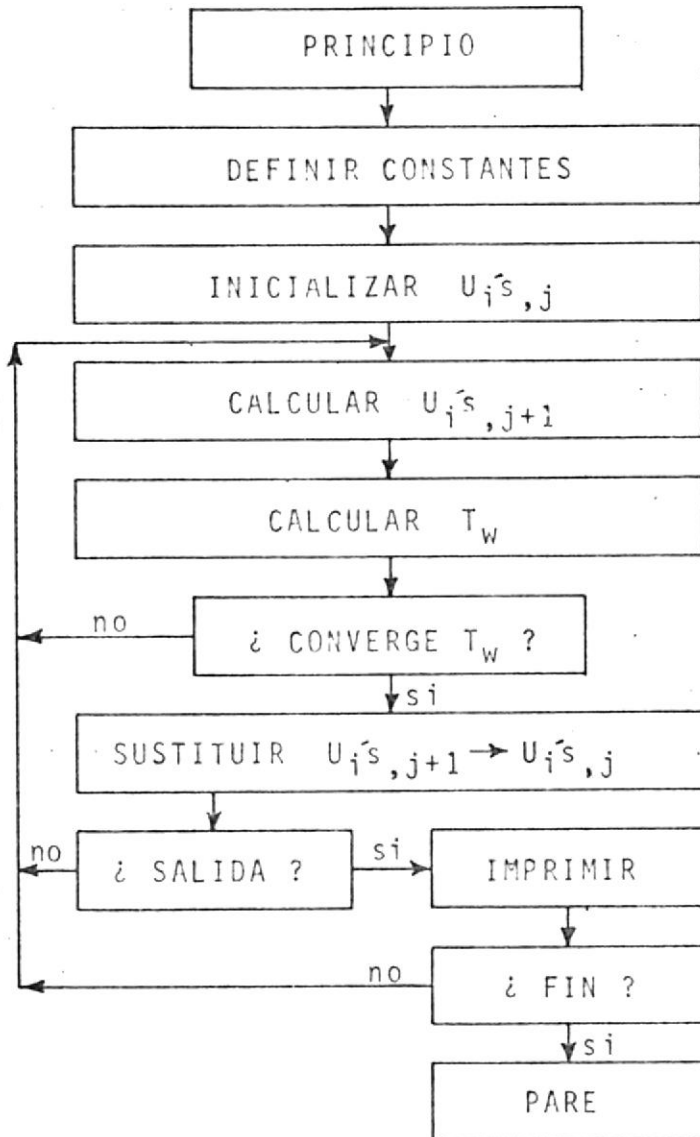 PRINCIPIO
DEFINIR CONSTANTES
INICIALIZAR U_i´s,j
CALCULAR U_i´s,j+1
CALCULAR T_w
no
¿ CONVERGE T_w ?
si
SUSTITUIR U_i´s,j+1 → U_i´s,j
no
¿ SALIDA ?
si
IMPRIMIR
no
¿ FIN ?
si
PARE